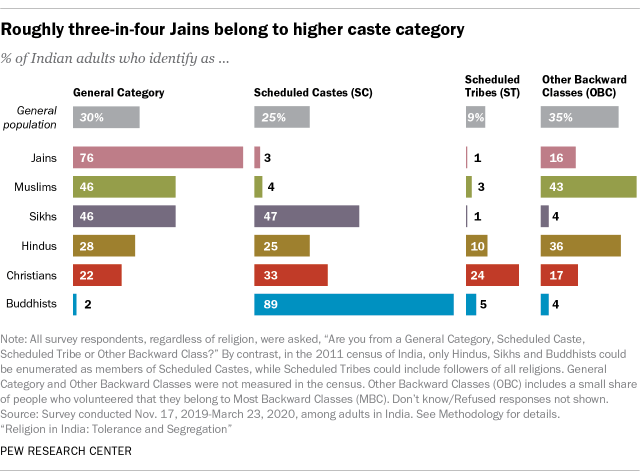 Roughly three-in-four Jains belong to higher caste category
% of Indian adults who identify as ...
General Category Scheduled Castes (SC) Scheduled Tribes (ST) Other Backward Classes (OBC)
General population 30% 25% 9% 35%
Jains 76 3 1 16
Muslims 46 4 3 43
Sikhs 46 47 1 4
Hindus 28 25 10 36
Christians 22 33 24 17
Buddhists 2 89 5 4
Note: All survey respondents, regardless of religion, were asked, “Are you from a General Category, Scheduled Caste,
Scheduled Tribe or Other Backward Class?” By contrast, in the 2011 census of India, only Hindus, Sikhs and Buddhists could
be enumerated as members of Scheduled Castes, while Scheduled Tribes could include followers of all religions. General
Category and Other Backward Classes were not measured in the census. Other Backward Classes (OBC) includes a small share
of people who volunteered that they belong to Most Backward Classes (MBC). Don’t know/Refused responses not shown.
Source: Survey conducted Nov. 17, 2019-March 23, 2020, among adults in India. See Methodology for details.
“Religion in India: Tolerance and Segregation”
PEW RESEARCH CENTER